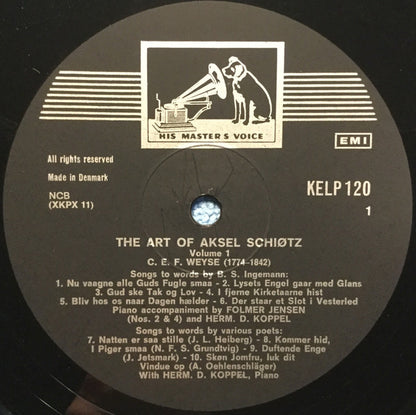 HIS MASTER'S VOICE
EMI
All rights reserved
Made in Denmark
NCB
(XKPX 11)
KELP 120
1
THE ART OF AKSEL SCHIØTZ
Volume 1
C. E. F. WEYSE (1774-1842)
Songs to words by B. S. Ingemann:
1. Nu vaagne alle Guds Fugle smaa - 2. Lysets Engel gaar med Glans
3. Gud ske Tak og Lov - 4. I fjerne Kirketaarne hist
5. Bliv hos os naar Dagen hælder - 6. Der staar et Slot i Vesterled
Piano accompaniment by FOLMER JENSEN
(Nos. 2 & 4) and HERM. D. KOPPEL
Songs to words by various poets:
7. Natten er saa stille (J. L. Heiberg) - 8. Kommer hid,
I Piger smaa (N. F. S. Grundtvig) - 9. Duftende Enge
(J. Jetsmark) - 10. Skøn Jomfru, luk dit
Vindue op (A. Oehlenschläger)
With HERM. D. KOPPEL, Piano